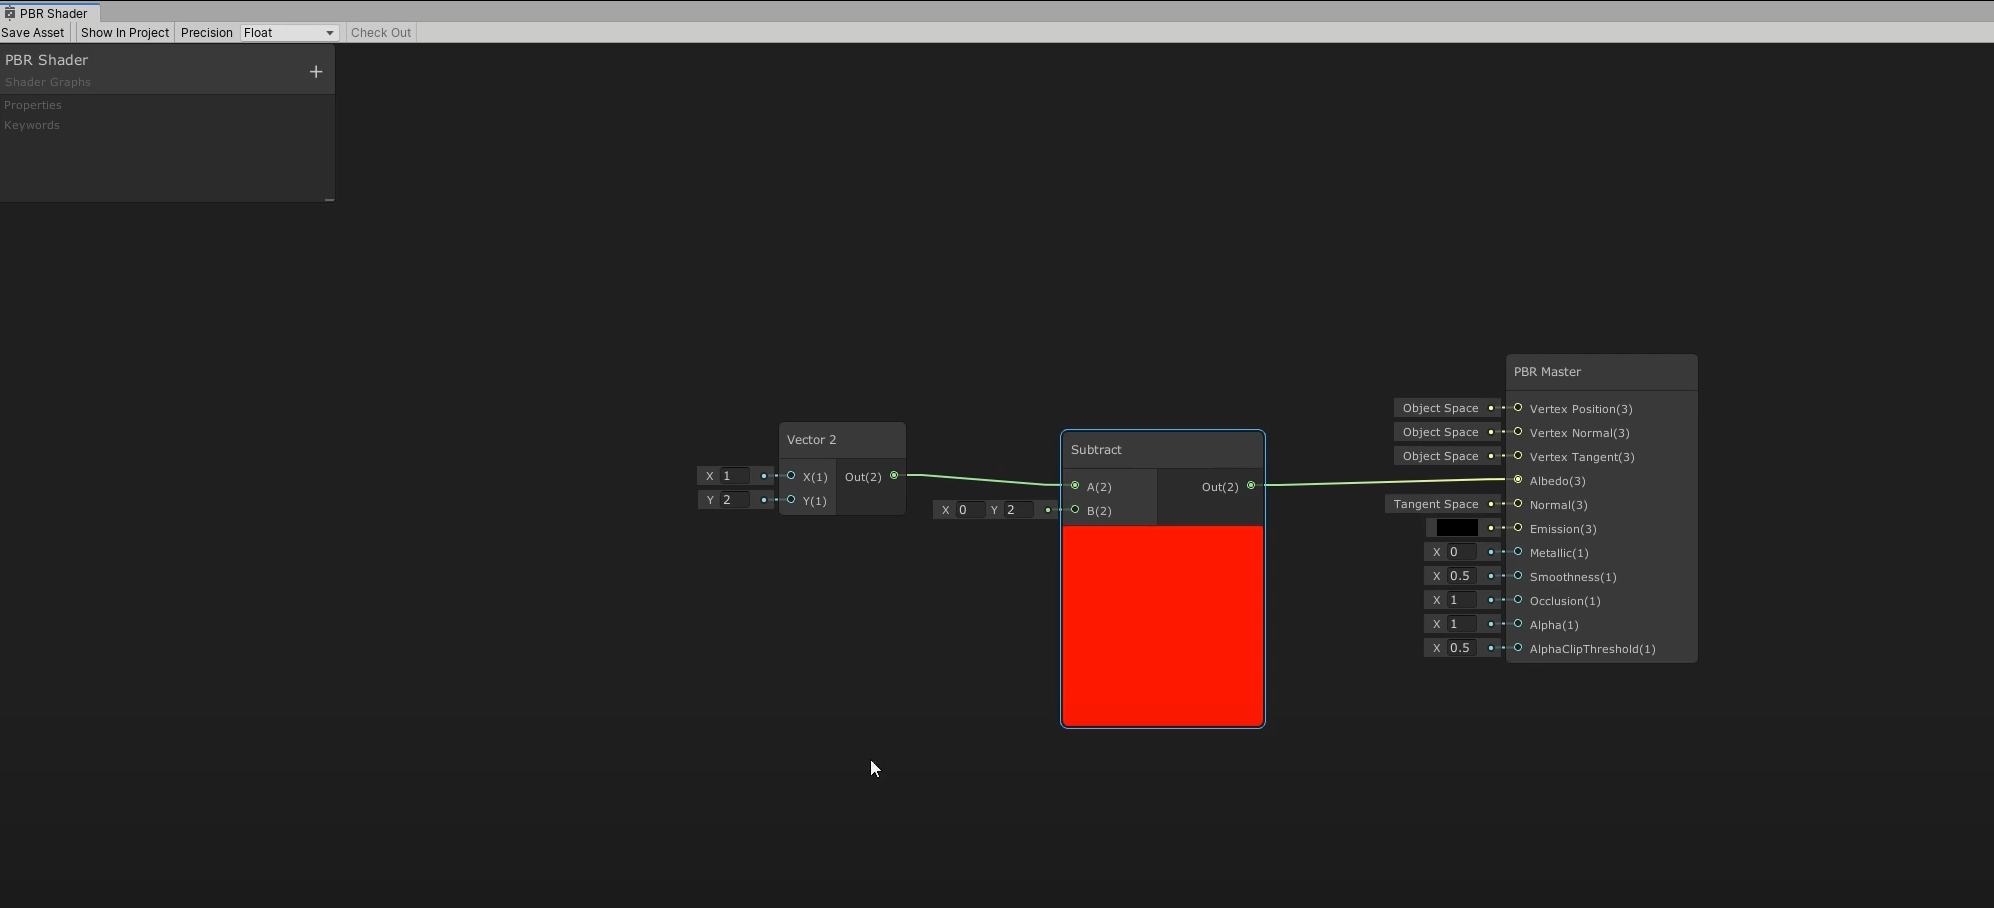 PBR Shader
Save Asset Show In Project Precision Float Check Out
PBR Shader
+
Shader Graphs
Properties
Keywords
Vector 2
X 1 X(1) Out(2)
Y 2 Y(1)
Subtract
A(2) Out(2)
X 0 Y 2 B(2)
PBR Master
Object Space Vertex Position(3)
Object Space Vertex Normal(3)
Object Space Vertex Tangent(3)
Albedo(3)
Tangent Space Normal(3)
Emission(3)
X 0 Metallic(1)
X 0.5 Smoothness(1)
X 1 Occlusion(1)
X 1 Alpha(1)
X 0.5 AlphaClipThreshold(1)